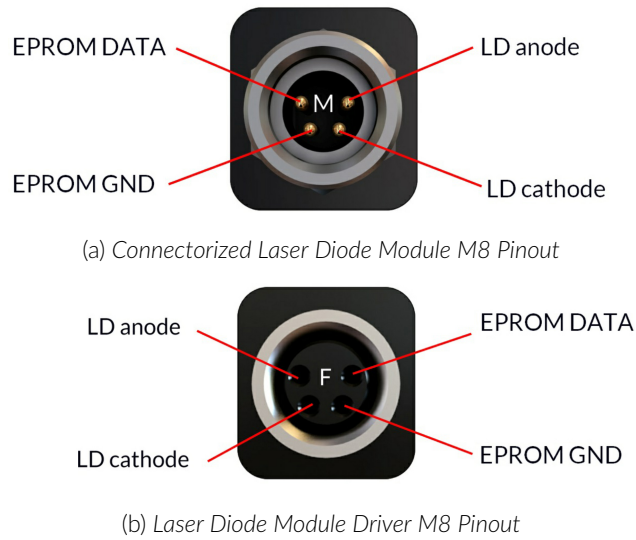 EPROM DATA
LD anode
M
EPROM GND
LD cathode
(a) Connectorized Laser Diode Module M8 Pinout
LD anode
EPROM DATA
F
LD cathode
EPROM GND
(b) Laser Diode Module Driver M8 Pinout